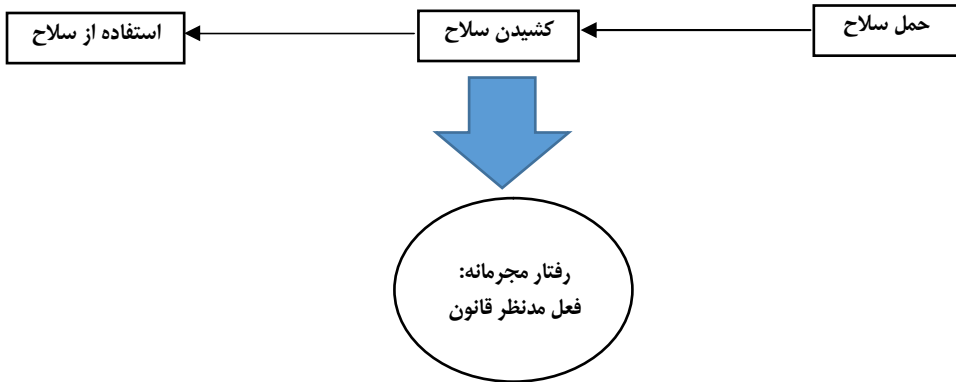 حمل سلاح
کشیدن سلاح
استفاده از سلاح
رفتار مجرمانه:
فعل مدنظر قانون